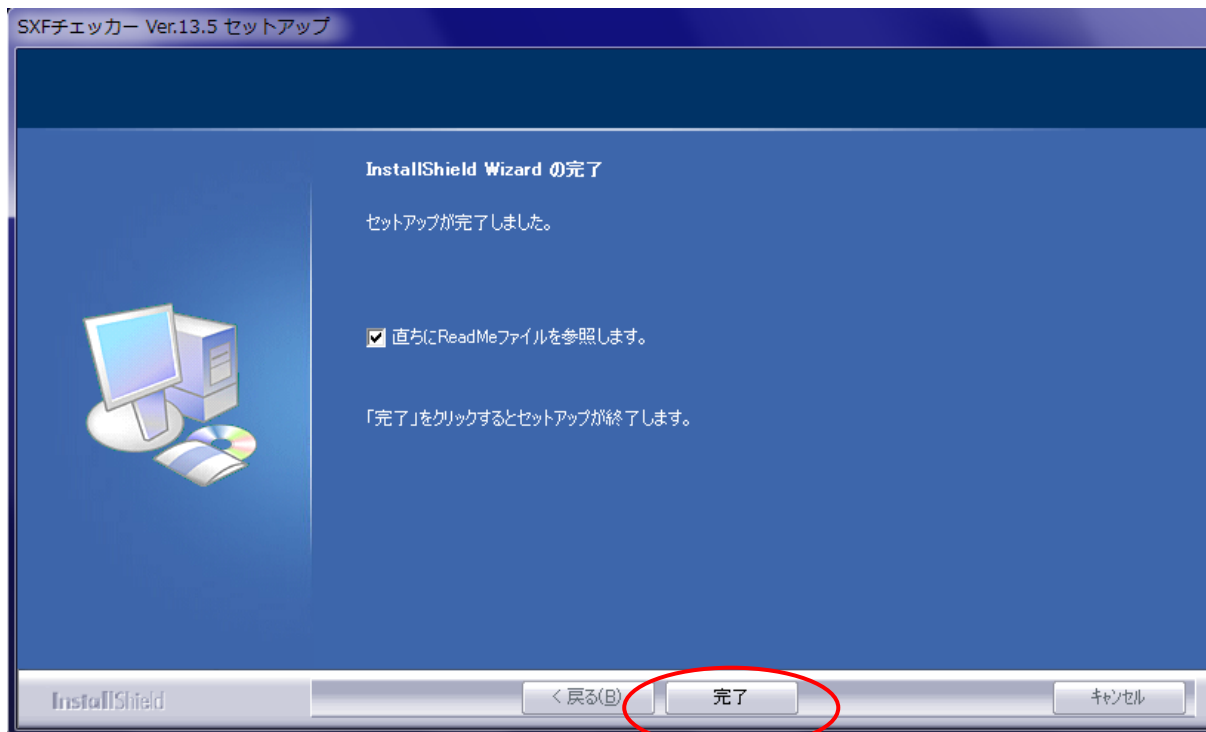 SXFチェッカー Ver.13.5 セットアップ
InstallShield Wizard の完了
セットアップが完了しました。
直ちにReadMeファイルを参照します。
「完了」をクリックするとセットアップが終了します。
InstallShield
< 戻る(B)
完了
キャンセル